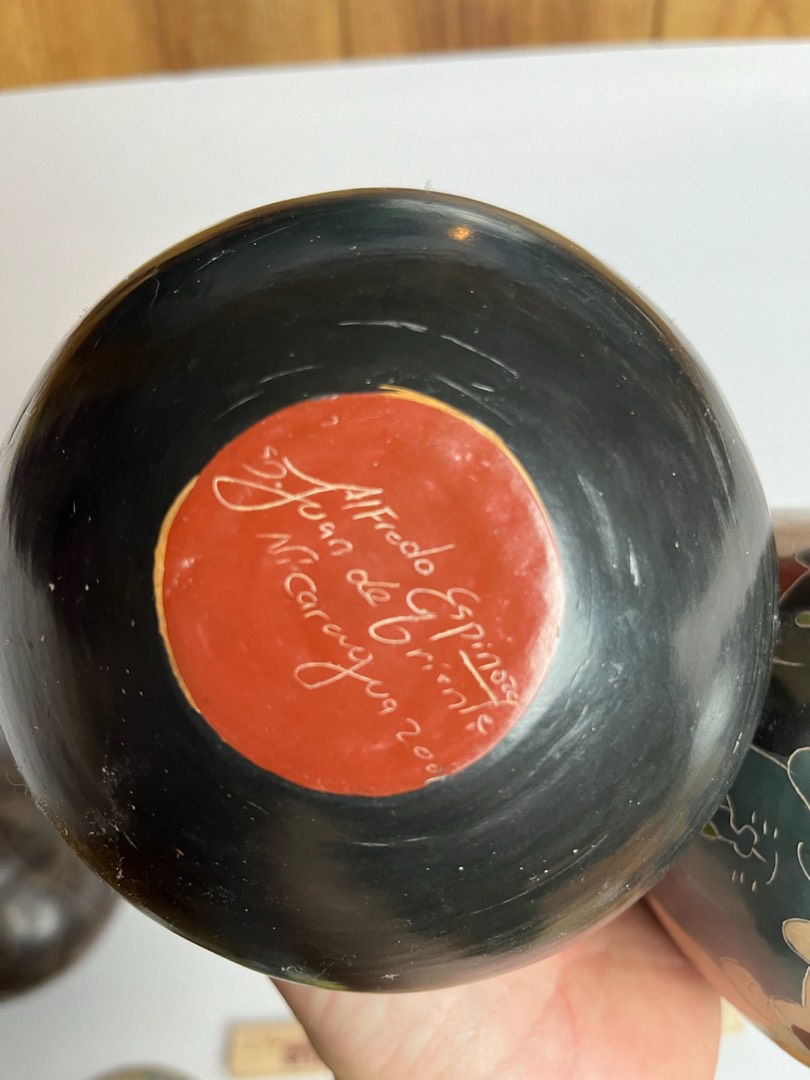 Alfredo Espinoza
S. Juan de Oriente
Nicaragua